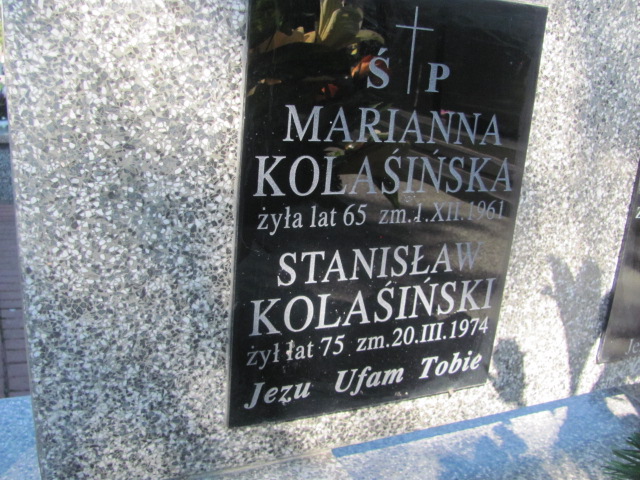 Ś P
MARIANNA
KOLAŚIŃSKA
żyła lat 65 zm.1.XII.1961
STANISŁAW
KOLAŚIŃSKI
żył lat 75 zm.20.III.1974
Jezu Ufam Tobie